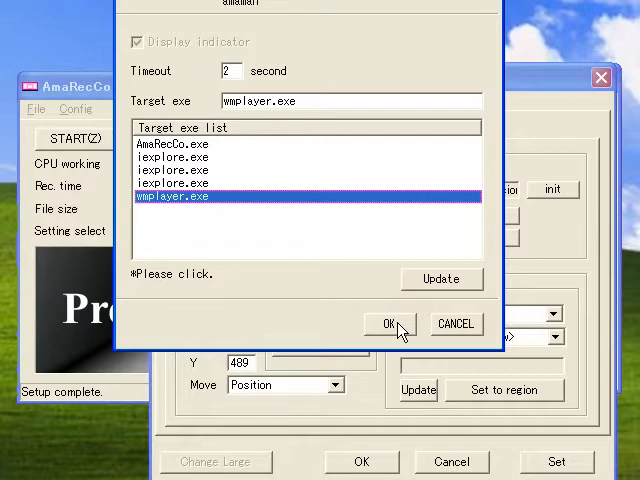 amaman
Display indicator
Timeout 2 second
Target exe wmplayer.exe
Target exe list
AmaRecCo.exe
iexplore.exe
iexplore.exe
iexplore.exe
wmplayer.exe
*Please click.
Update
OK CANCEL
AmaRecCo
File Config
START(Z)
CPU working
Rec. time
File size
Setting select
Pre
Setup complete.
init
Y 489
Move Position
Update Set to region
Change Large OK Cancel Set